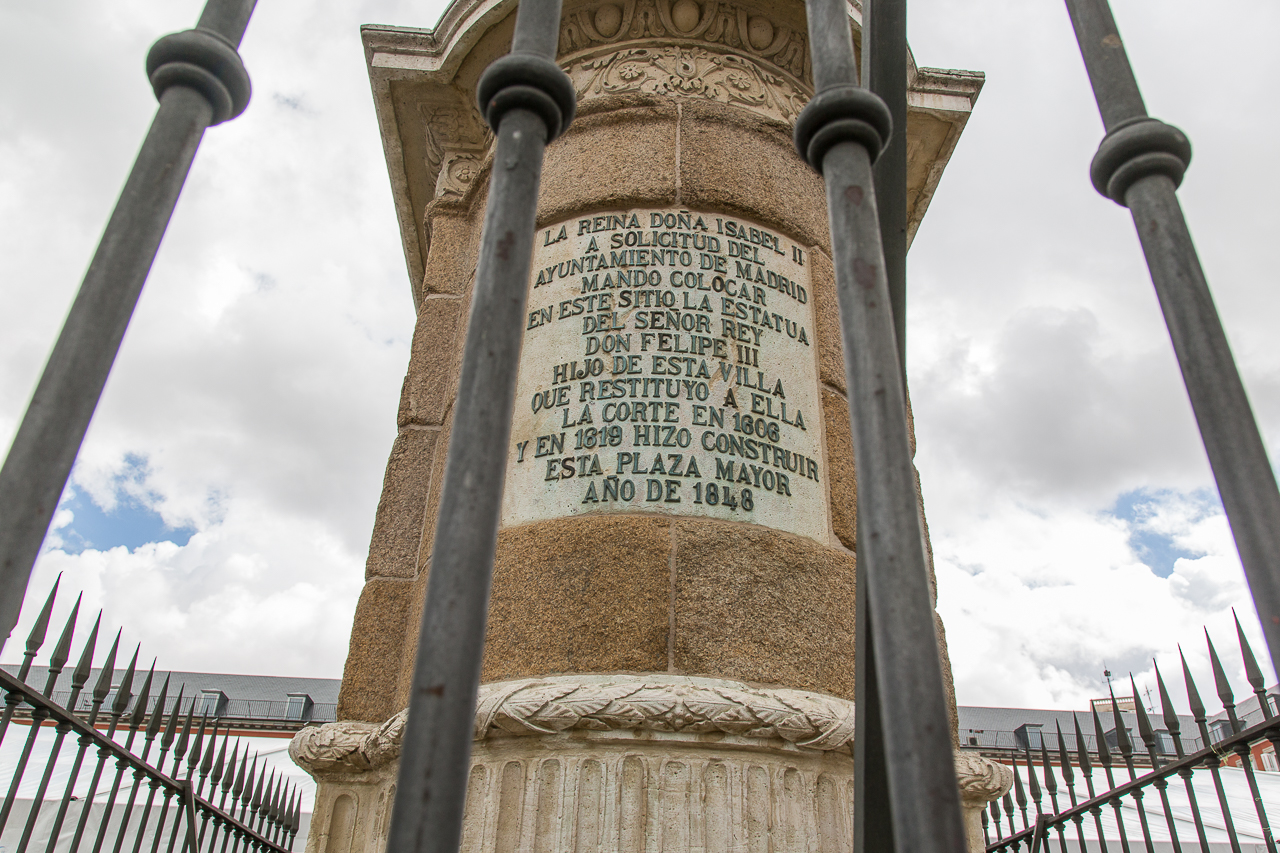 LA REINA DOÑA ISABEL II
A SOLICITUD DEL
AYUNTAMIENTO DE MADRID
MANDO COLOCAR
EN ESTE SITIO LA ESTATUA
DEL SEÑOR REY
DON FELIPE III
HIJO DE ESTA VILLA
QUE RESTITUYO A ELLA
LA CORTE EN 1606
Y EN 1619 HIZO CONSTRUIR
ESTA PLAZA MAYOR
AÑO DE 1848